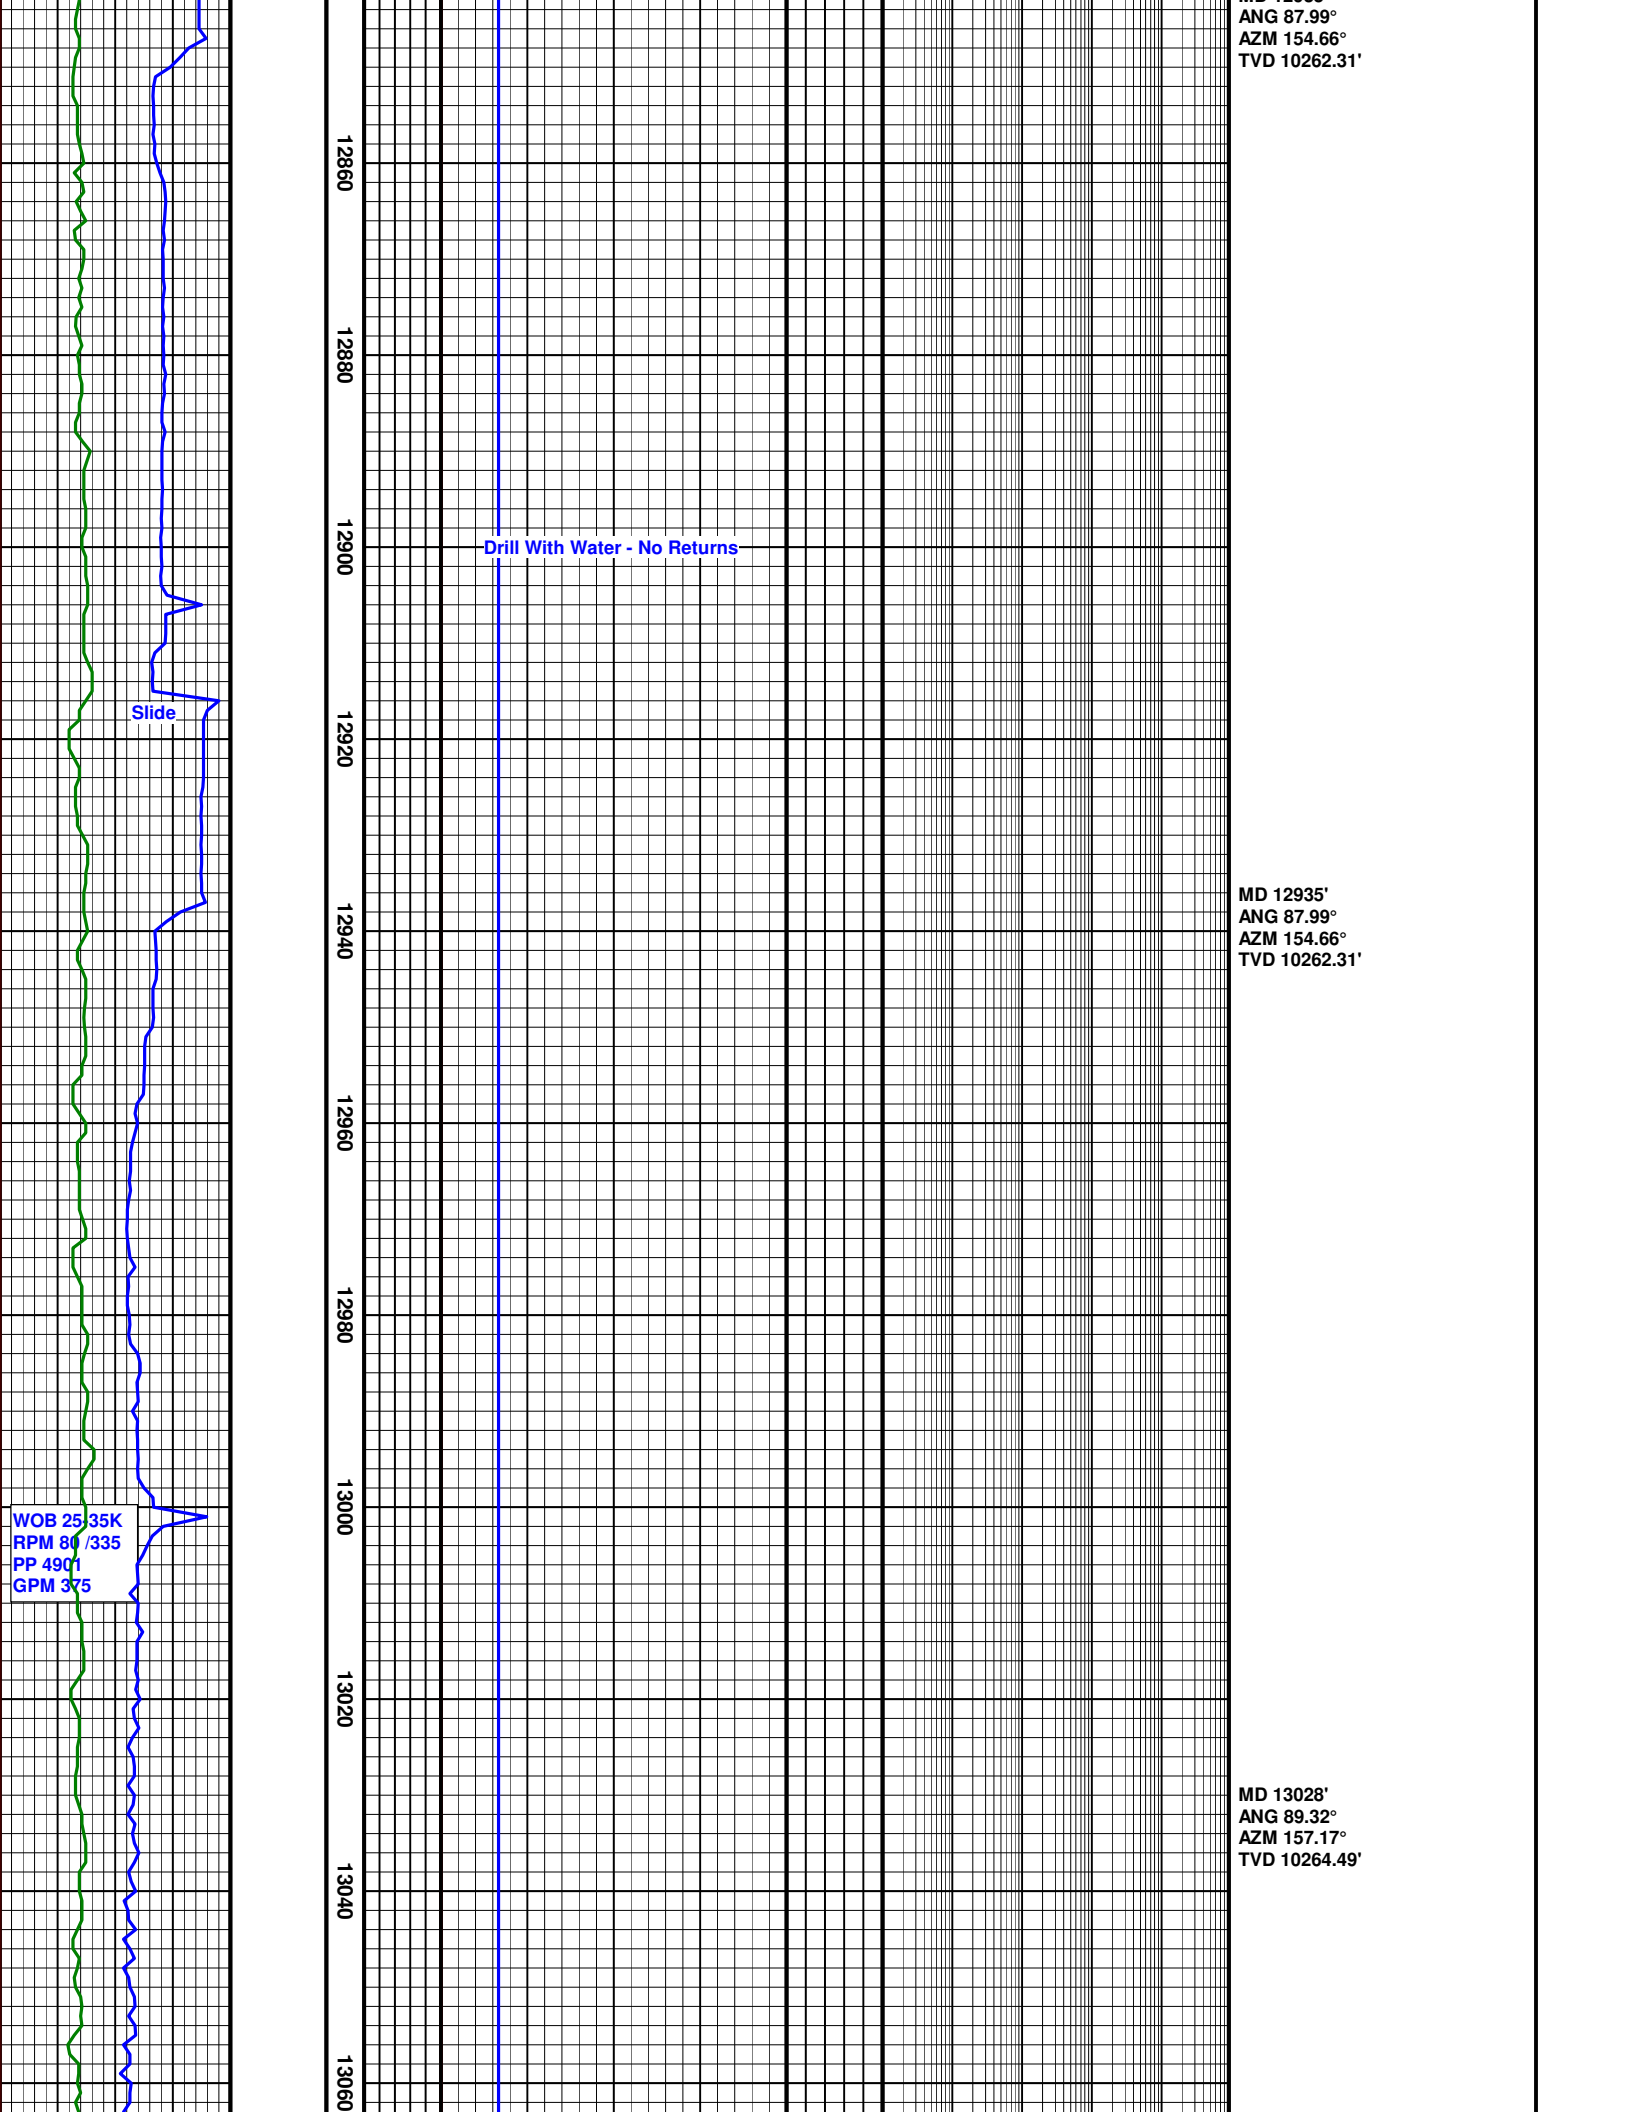 ANG 87.99°
AZM 154.66°
TVD 10262.31'
12860
12880
12900
Drill With Water - No Returns
Slide
12920
MD 12935'
ANG 87.99°
AZM 154.66°
TVD 10262.31'
12940
12960
12980
13000
WOB 25-35K
RPM 80 /335
PP 4901
GPM 375
13020
MD 13028'
ANG 89.32°
AZM 157.17°
TVD 10264.49'
13040
13060